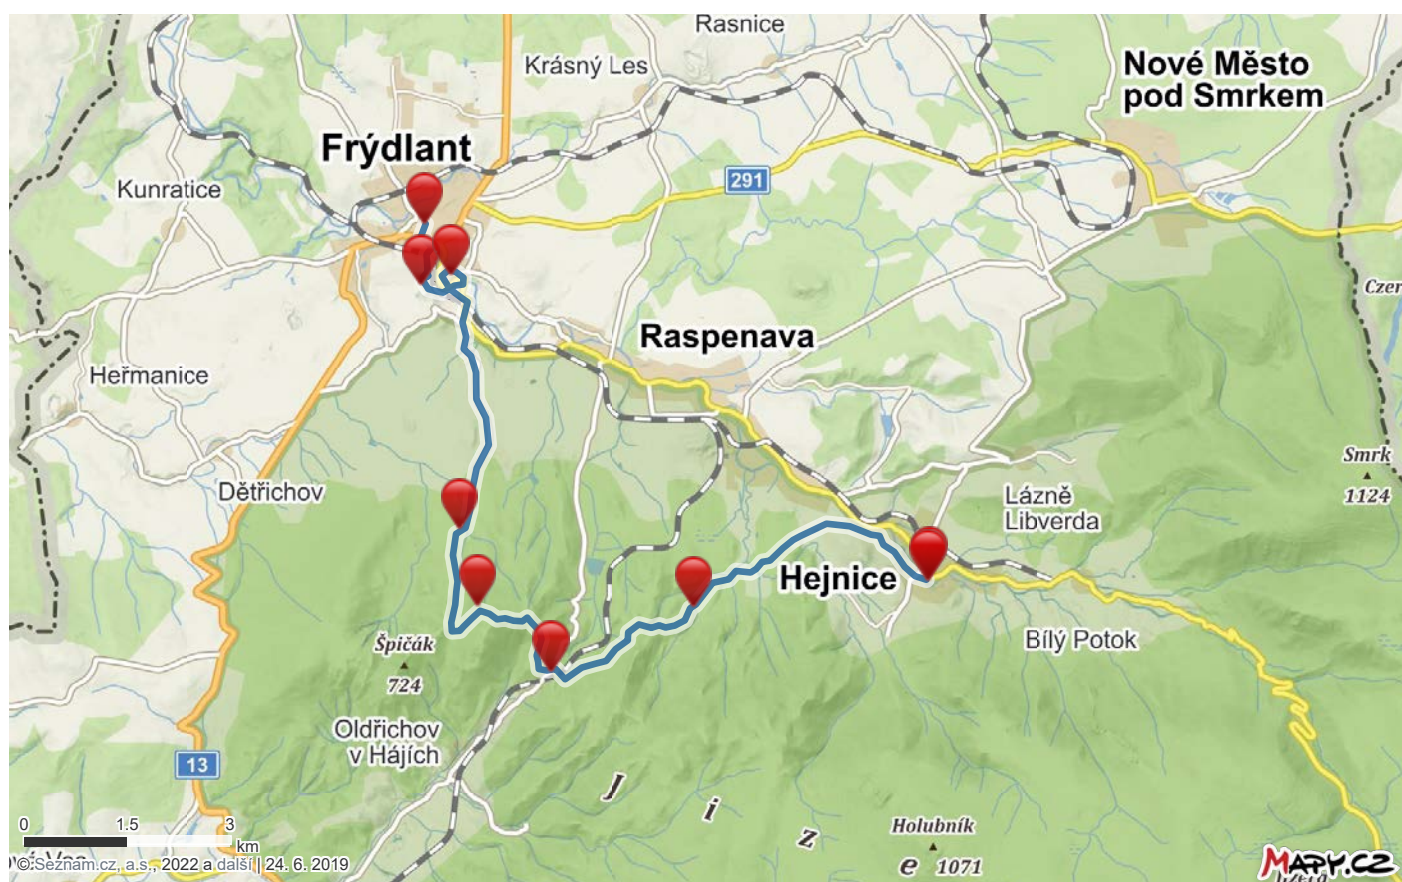 Rasnice
Krásný Les
Nové Město
pod Smrkem
Frýdlant
Kunratice
291
Czer
Raspenava
Heřmanice
Smrk
1124
Dětřichov
Lázně
Libverda
Hejnice
Bílý Potok
Špičák
724
Oldřichov
v Hájích
13
J i z e
Holubník
1071
0 1.5 3
km
© Seznam.cz, a.s., 2022 a další | 24. 6. 2019
MAPY.CZ